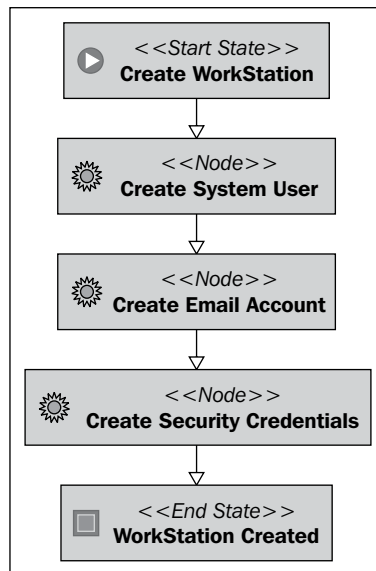 <<Start State>>
Create WorkStation
<<Node>>
Create System User
<<Node>>
Create Email Account
<<Node>>
Create Security Credentials
<<End State>>
WorkStation Created